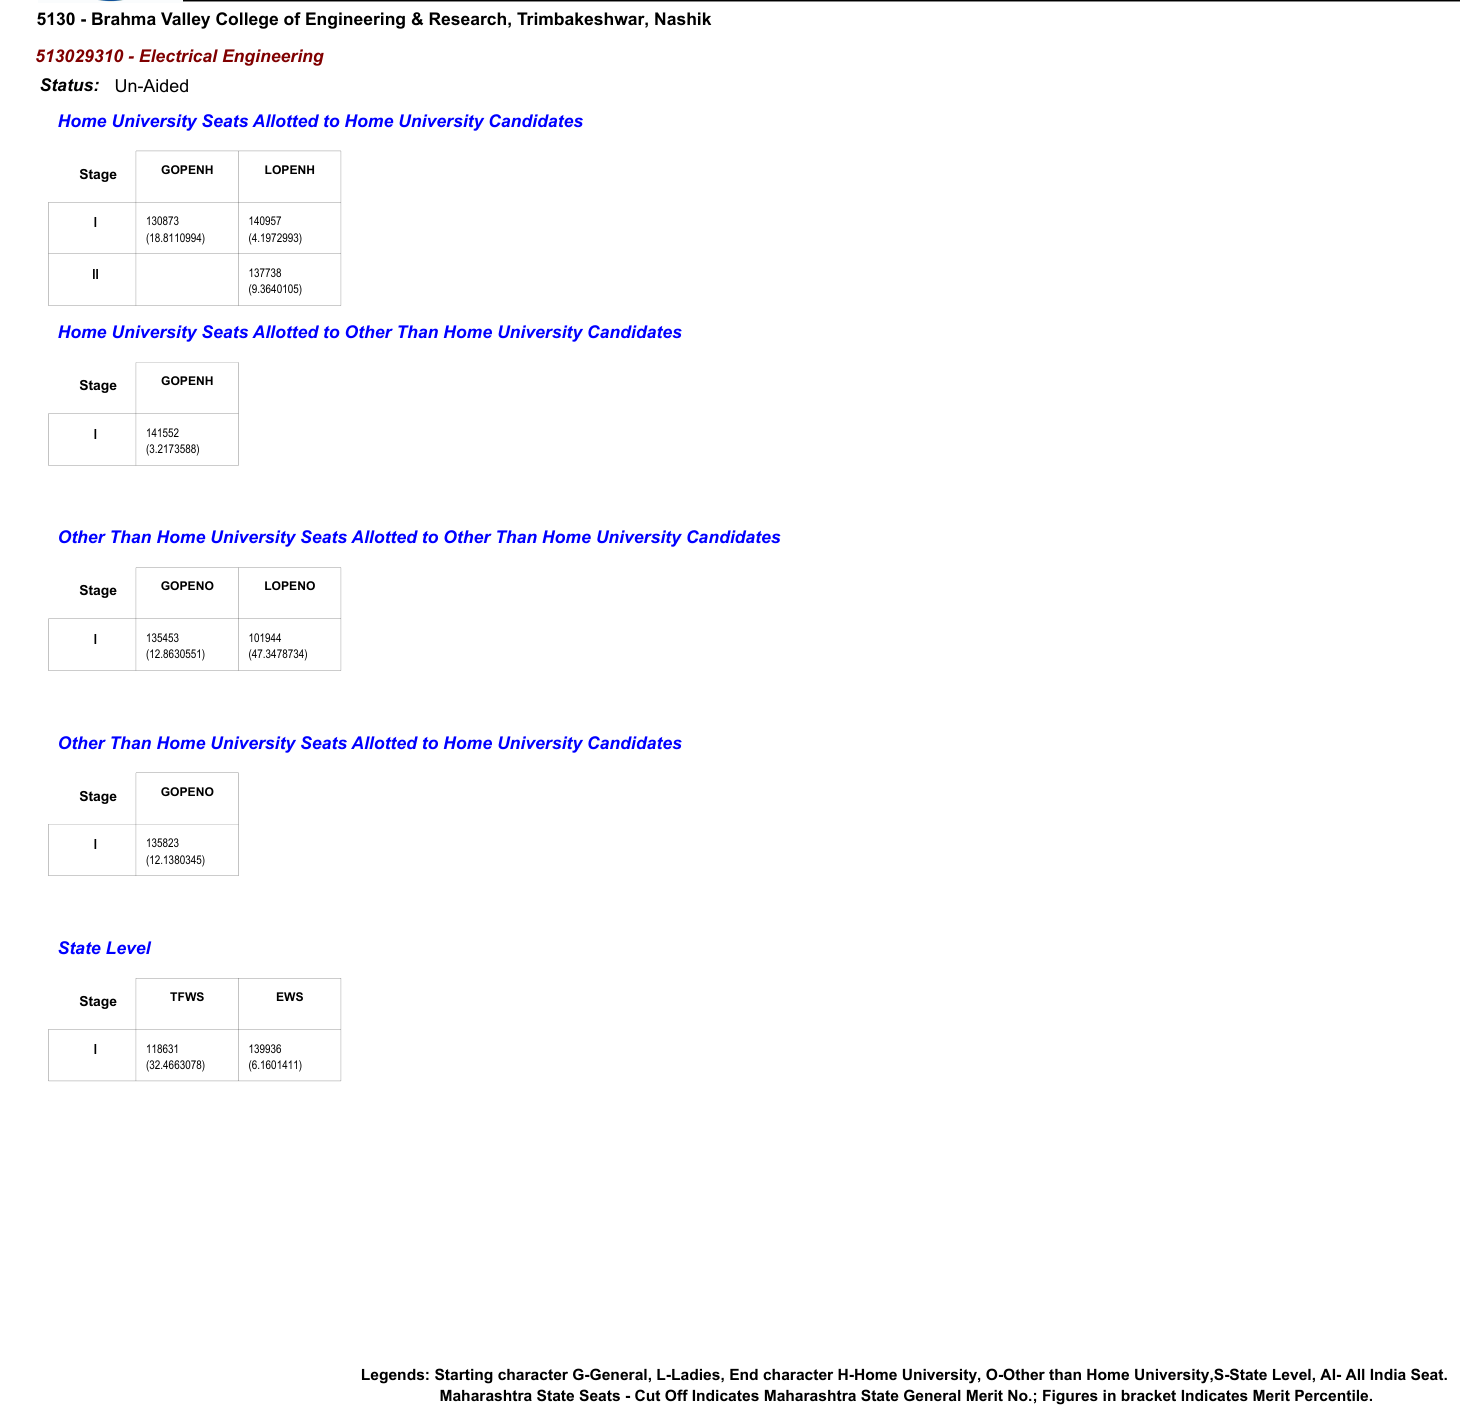 5130 - Brahma Valley College of Engineering & Research, Trimbakeshwar, Nashik
513029310 - Electrical Engineering
Status: Un-Aided
Home University Seats Allotted to Home University Candidates
Stage GOPENH LOPENH
I 130873 140957
(18.8110994) (4.1972993)
II 137738
(9.3640105)
Home University Seats Allotted to Other Than Home University Candidates
Stage GOPENH
I 141552
(3.2173588)
Other Than Home University Seats Allotted to Other Than Home University Candidates
Stage GOPENO LOPENO
I 135453 101944
(12.8630551) (47.3478734)
Other Than Home University Seats Allotted to Home University Candidates
Stage GOPENO
I 135823
(12.1380345)
State Level
Stage TFWS EWS
I 118631 139936
(32.4663078) (6.1601411)
Legends: Starting character G-General, L-Ladies, End character H-Home University, O-Other than Home University,S-State Level, AI- All India Seat.
Maharashtra State Seats - Cut Off Indicates Maharashtra State General Merit No.; Figures in bracket Indicates Merit Percentile.